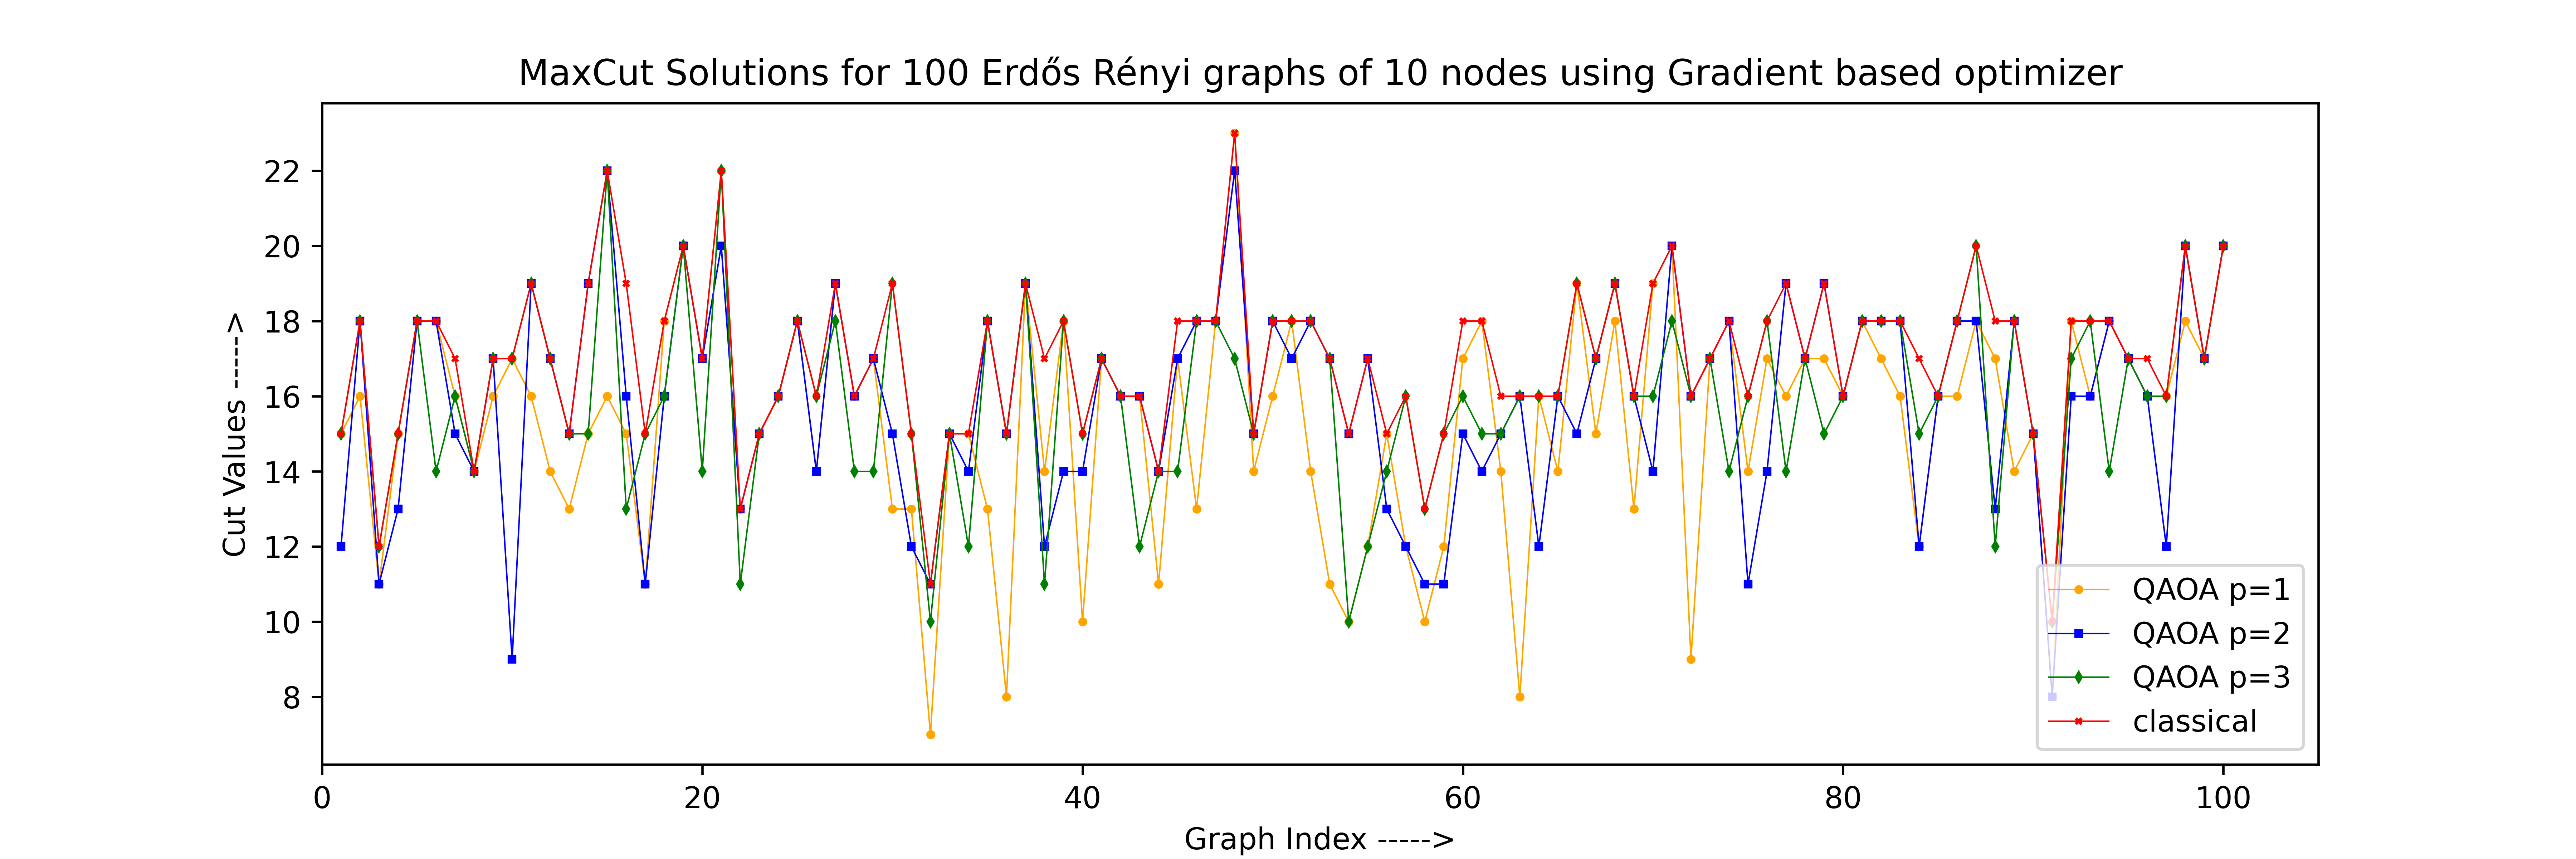 MaxCut Solutions for 100 Erdős Rényi graphs of 10 nodes using Gradient based optimizer
Cut Values ----->
22
20
18
16
14
12
10
8
0 20 40 60 80 100
Graph Index ----->
QAOA p=1
QAOA p=2
QAOA p=3
classical